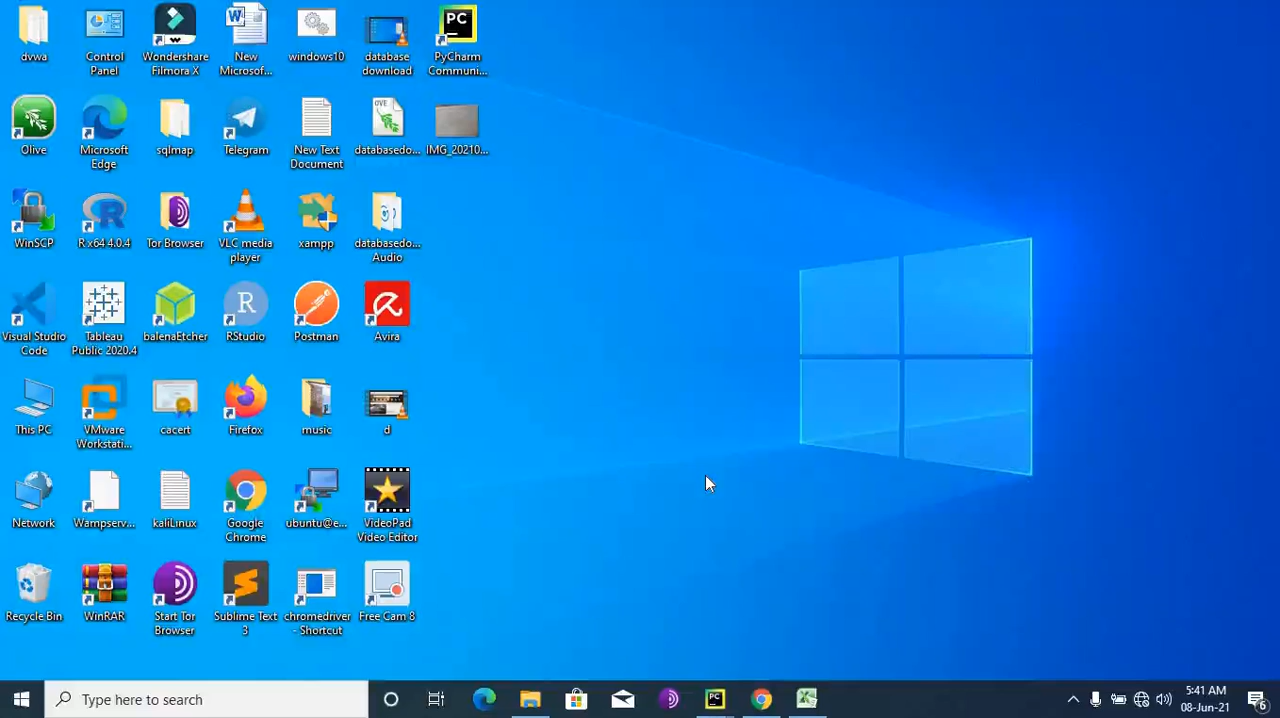 dvwa
Control
Panel
Wondershare
Filmora X
New
Microsof...
windows10
database
download
PC
PyCharm
Communi...
Olive
Microsoft
Edge
sqlmap
Telegram
New Text
Document
OVE
databasedo...
IMG_20210...
WinSCP
R x64 4.0.4
Tor Browser
VLC media
player
xampp
databasedo...
Audio
Visual Studio
Code
Tableau
Public 2020.4
balenaEtcher
R
RStudio
Postman
Avira
This PC
VMware
Workstati...
cacert
Firefox
music
d
Network
Wampserv...
kaliLinux
Google
Chrome
ubuntu@e...
VideoPad
Video Editor
Recycle Bin
WinRAR
Start Tor
Browser
Sublime Text
3
chromedriver
- Shortcut
Free Cam 8
Type here to search
PC
5:41 AM
08-Jun-21
6